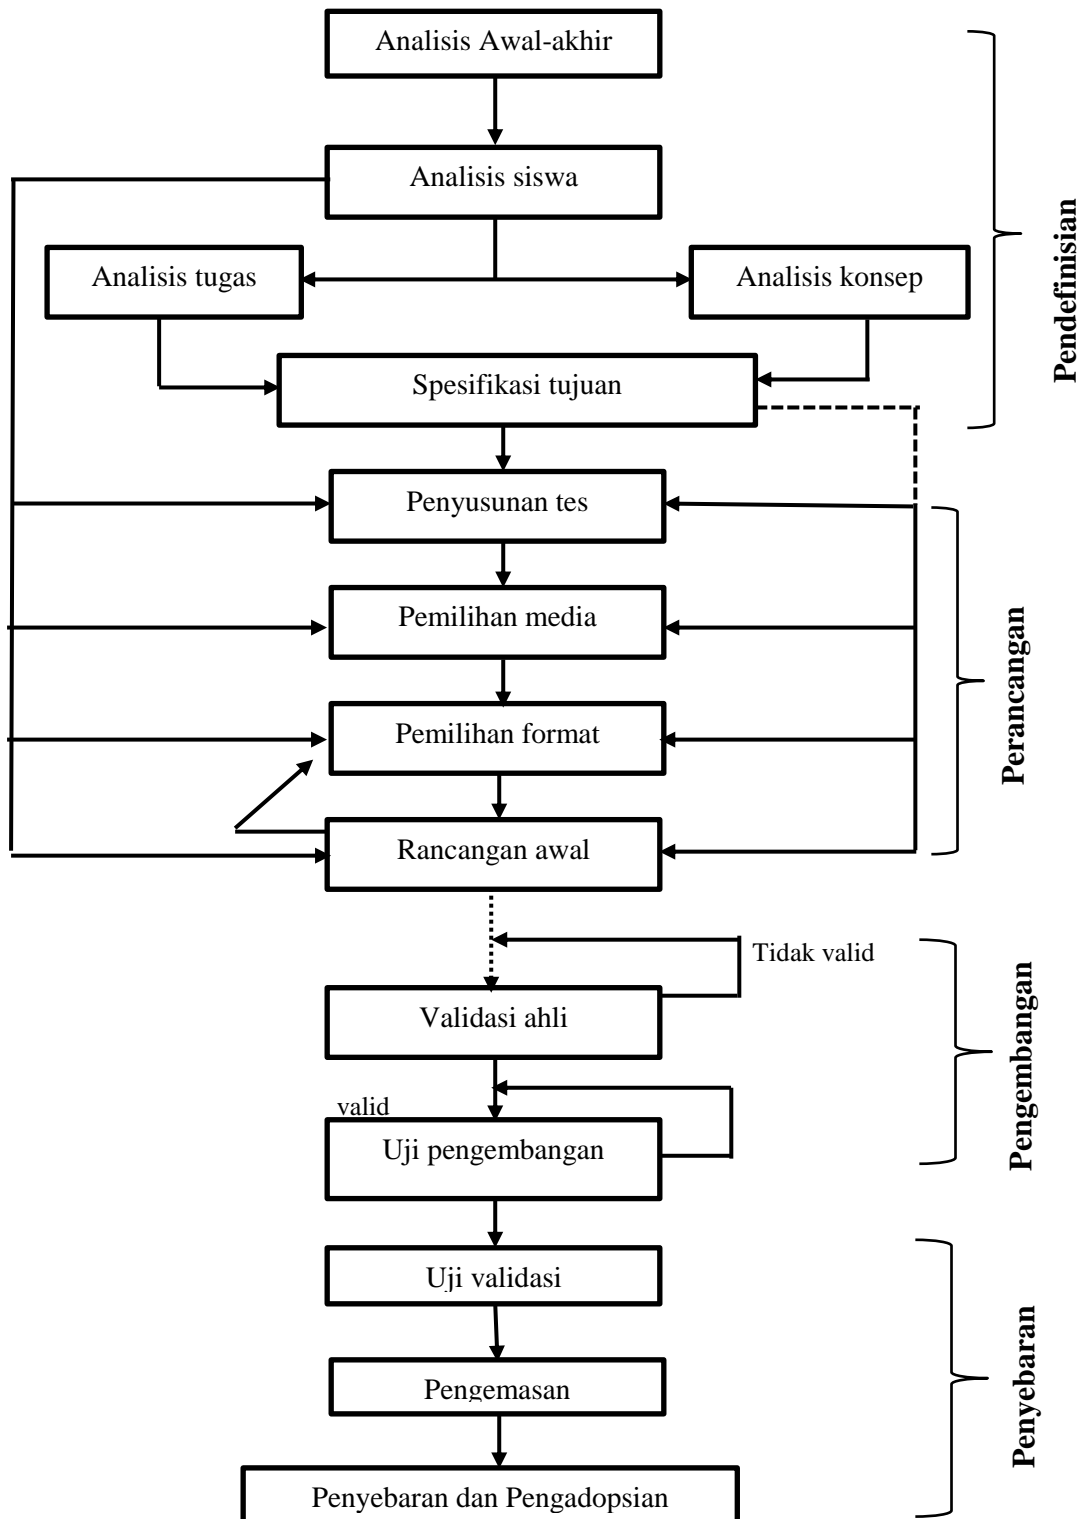 Analisis Awal-akhir
Analisis siswa
Analisis tugas
Analisis konsep
Spesifikasi tujuan
Pendefinisian
Penyusunan tes
Pemilihan media
Pemilihan format
Rancangan awal
Perancangan
Tidak valid
Validasi ahli
valid
Uji pengembangan
Pengembangan
Uji validasi
Pengemasan
Penyebaran dan Pengadopsian
Penyebaran